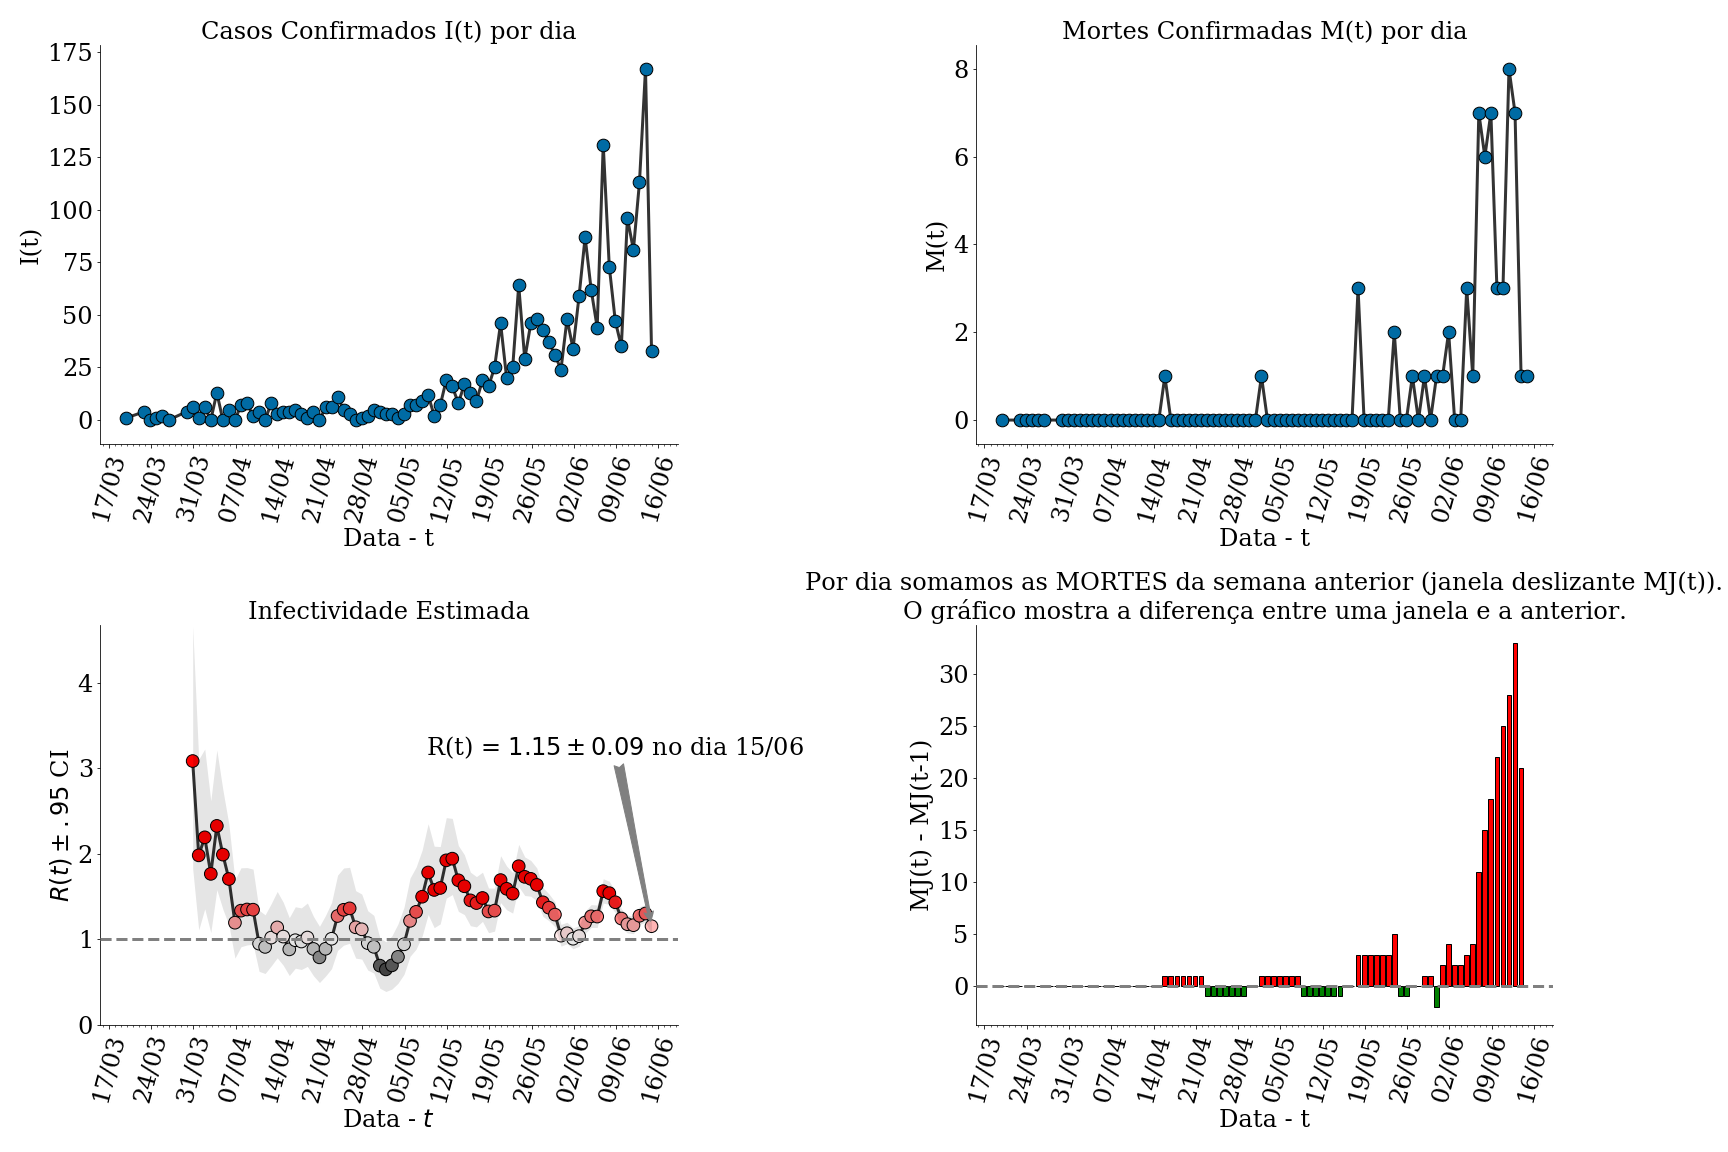 Casos Confirmados I(t) por dia
175
150
125
100
75
50
25
0
I(t)
17/03 24/03 31/03 07/04 14/04 21/04 28/04 05/05 12/05 19/05 26/05 02/06 09/06 16/06
Data - t
Mortes Confirmadas M(t) por dia
8
6
4
2
0
M(t)
17/03 24/03 31/03 07/04 14/04 21/04 28/04 05/05 12/05 19/05 26/05 02/06 09/06 16/06
Data - t
Infectividade Estimada
4
3
2
1
0
R(t) ± .95 CI
R(t) = 1.15 ± 0.09 no dia 15/06
17/03 24/03 31/03 07/04 14/04 21/04 28/04 05/05 12/05 19/05 26/05 02/06 09/06 16/06
Data - t
Por dia somamos as MORTES da semana anterior (janela deslizante MJ(t)).
O gráfico mostra a diferença entre uma janela e a anterior.
30
25
20
15
10
5
0
MJ(t) - MJ(t-1)
17/03 24/03 31/03 07/04 14/04 21/04 28/04 05/05 12/05 19/05 26/05 02/06 09/06 16/06
Data - t